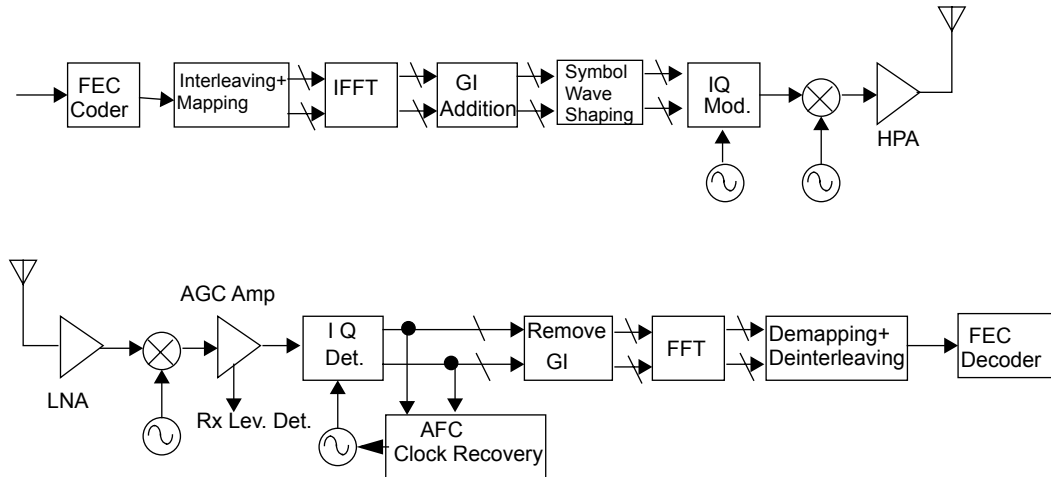 FEC
Coder
Interleaving+
Mapping
IFFT
GI
Addition
Symbol
Wave
Shaping
IQ
Mod.
HPA
AGC Amp
LNA
Rx Lev. Det.
I Q
Det.
AFC
Clock Recovery
Remove
GI
FFT
Demapping+
Deinterleaving
FEC
Decoder